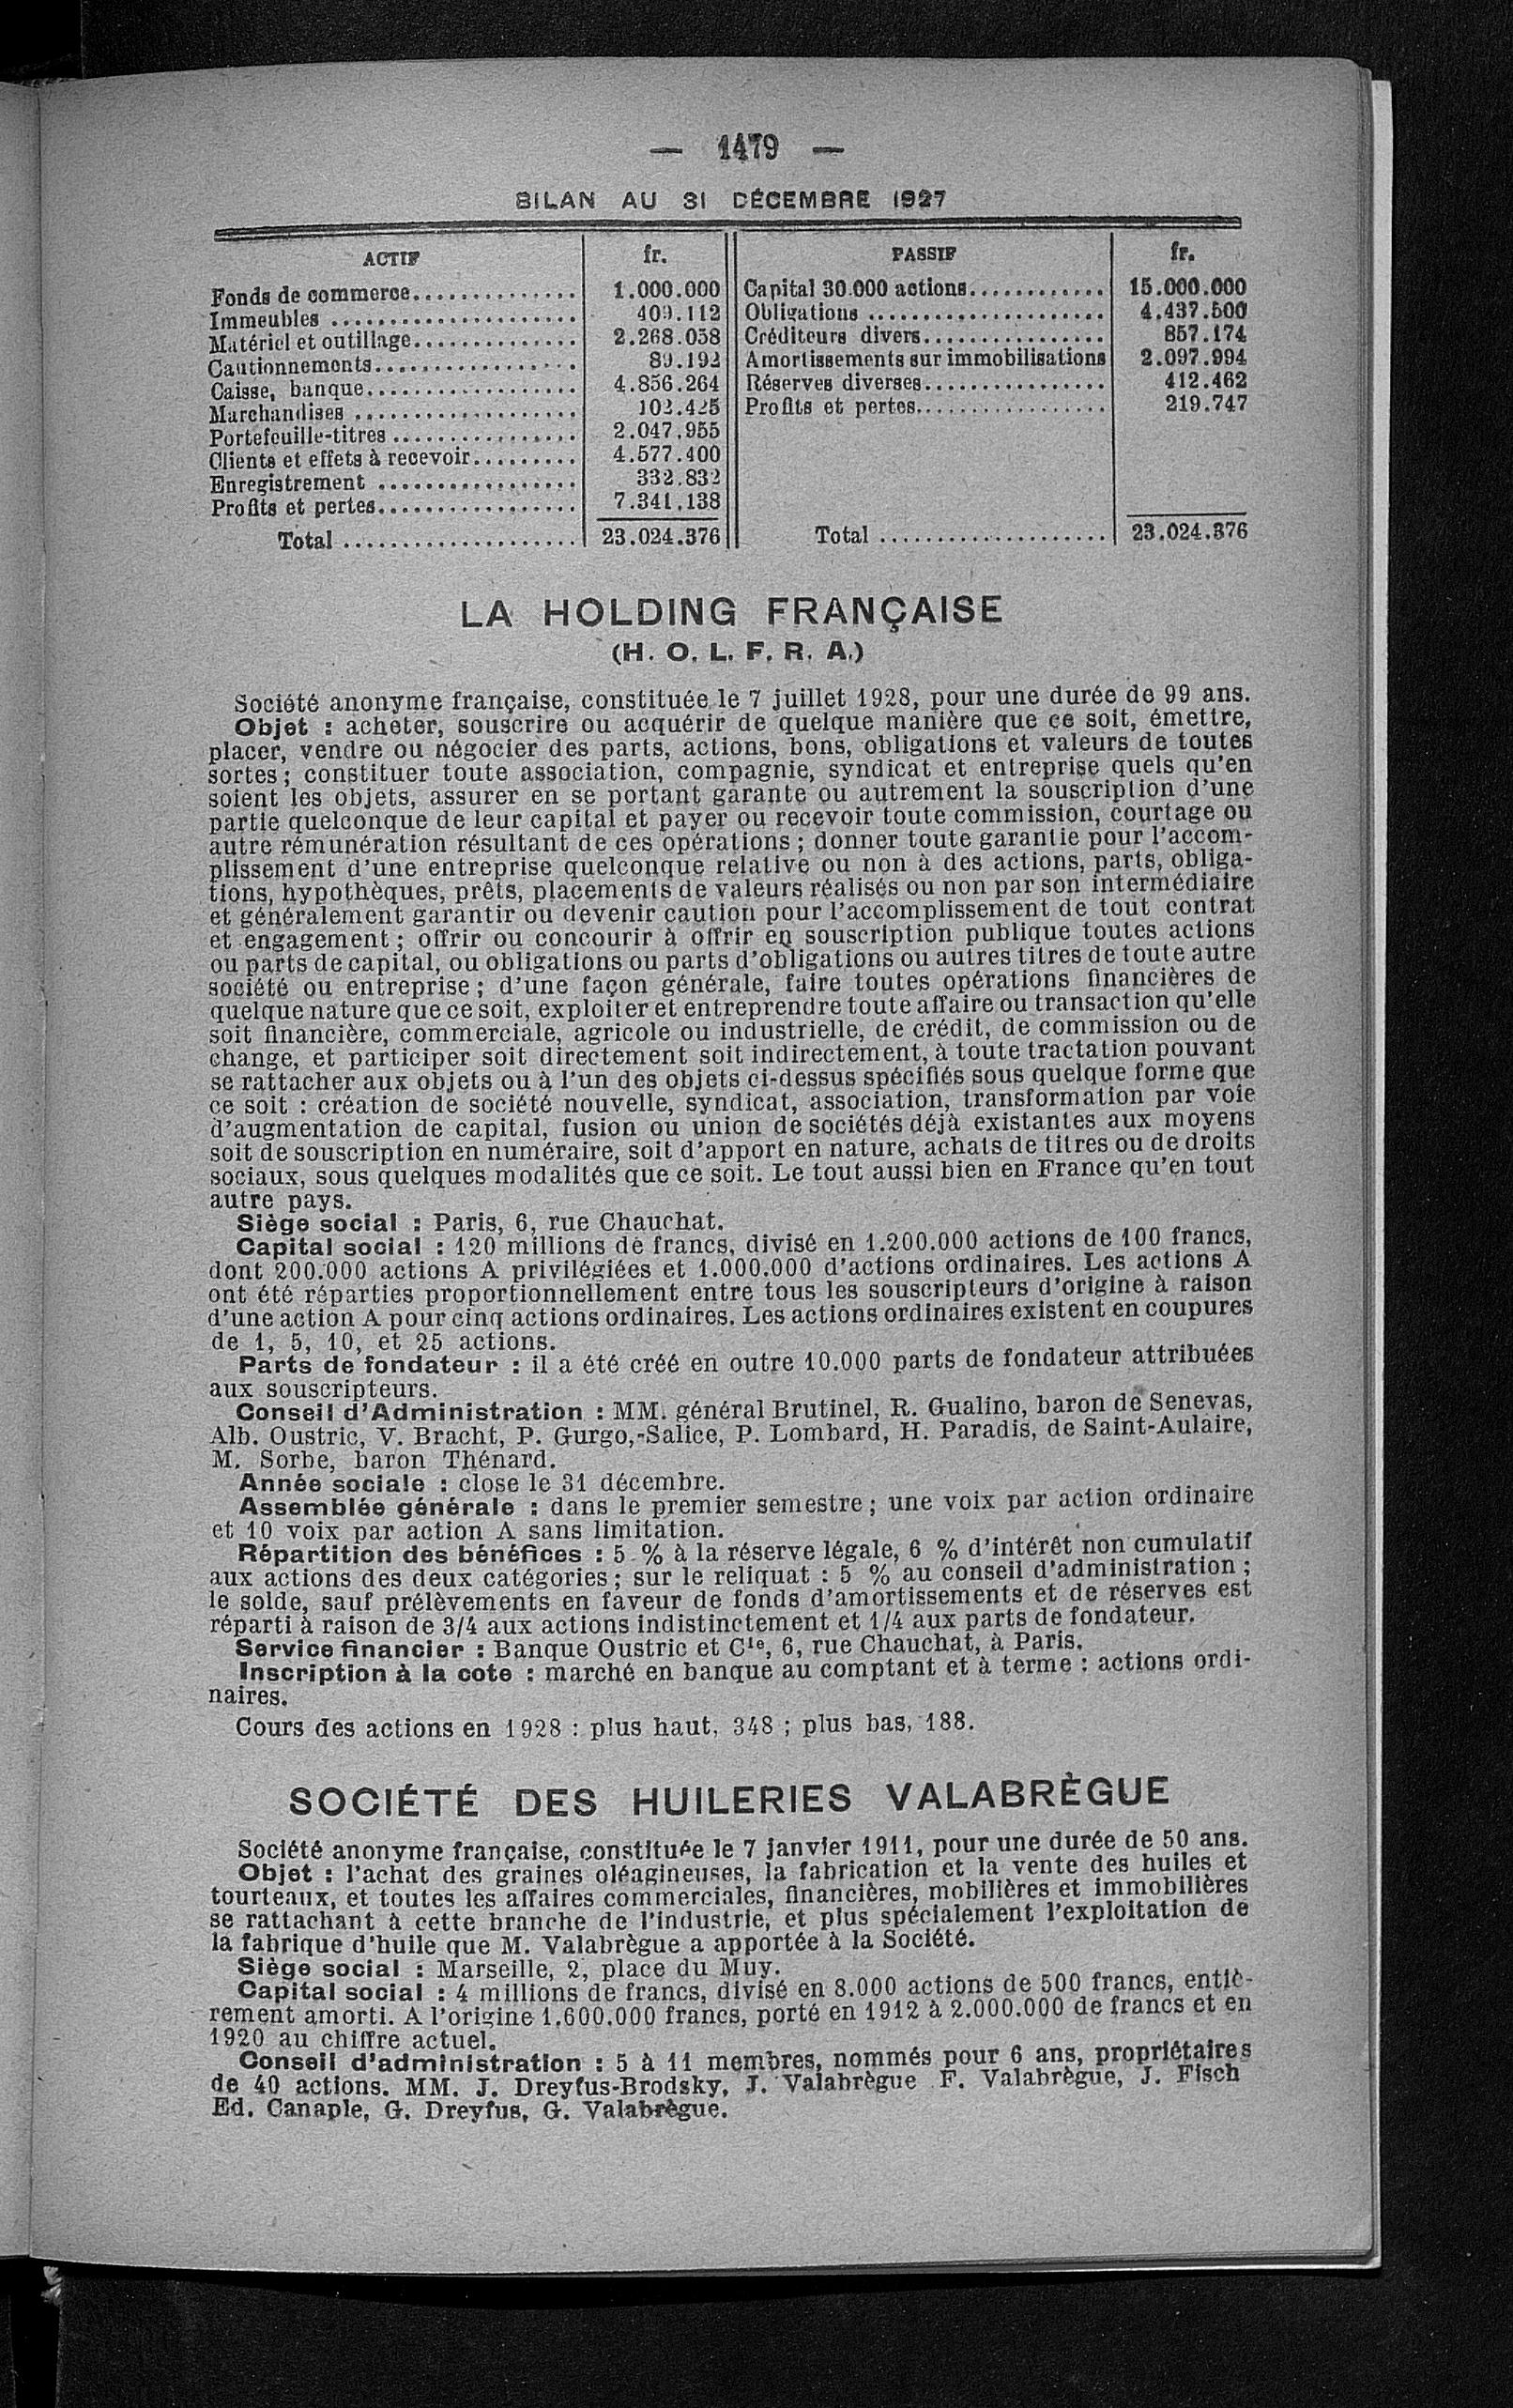 — 1479 —
BILAN AU 31 DÉCEMBRE 1927
ACTIF fr. PASSIF fr.
Fonds de commerce.............. 1.000.000 Capital 30.000 actions............ 15.000.000
Immeubles ..................... 409.112 Obligations ..................... 4.437.500
Matériel et outillage.............. 2.268.058 Créditeurs divers................ 857.174
Cautionnements................. 89.192 Amortissements sur immobilisations 2.097.994
Caisse, banque.................. 4.856.264 Réserves diverses................ 412.462
Marchandises ................... 102.425 Profits et pertes................. 219.747
Portefeuille-titres ................ 2.047.955
Clients et effets à recevoir......... 4.577.400
Enregistrement ................. 332.832
Profits et pertes................. 7.341.138
Total .................... 23.024.376 Total .................... 23.024.376
LA HOLDING FRANÇAISE
(H. O. L. F. R. A.)
Société anonyme française, constituée le 7 juillet 1928, pour une durée de 99 ans.
Objet : acheter, souscrire ou acquérir de quelque manière que ce soit, émettre,
placer, vendre ou négocier des parts, actions, bons, obligations et valeurs de toutes
sortes ; constituer toute association, compagnie, syndicat et entreprise quels qu'en
soient les objets, assurer en se portant garante ou autrement la souscription d'une
partie quelconque de leur capital et payer ou recevoir toute commission, courtage ou
autre rémunération résultant de ces opérations ; donner toute garantie pour l'accom-
plissement d'une entreprise quelconque relative ou non à des actions, parts, obliga-
tions, hypothèques, prêts, placements de valeurs réalisés ou non par son intermédiaire
et généralement garantir ou devenir caution pour l'accomplissement de tout contrat
et engagement ; offrir ou concourir à offrir en souscription publique toutes actions
ou parts de capital, ou obligations ou parts d'obligations ou autres titres de toute autre
société ou entreprise ; d'une façon générale, faire toutes opérations financières de
quelque nature que ce soit, exploiter et entreprendre toute affaire ou transaction qu'elle
soit financière, commerciale, agricole ou industrielle, de crédit, de commission ou de
change, et participer soit directement soit indirectement, à toute tractation pouvant
se rattacher aux objets ou à l'un des objets ci-dessus spécifiés sous quelque forme que
ce soit : création de société nouvelle, syndicat, association, transformation par voie
d'augmentation de capital, fusion ou union de sociétés déjà existantes aux moyens
soit de souscription en numéraire, soit d'apport en nature, achats de titres ou de droits
sociaux, sous quelques modalités que ce soit. Le tout aussi bien en France qu'en tout
autre pays.
Siège social : Paris, 6, rue Chauchat.
Capital social : 120 millions de francs, divisé en 1.200.000 actions de 100 francs,
dont 200.000 actions A privilégiées et 1.000.000 d'actions ordinaires. Les actions A
ont été réparties proportionnellement entre tous les souscripteurs d'origine à raison
d'une action A pour cinq actions ordinaires. Les actions ordinaires existent en coupures
de 1, 5, 10, et 25 actions.
Parts de fondateur : il a été créé en outre 10.000 parts de fondateur attribuées
aux souscripteurs.
Conseil d'Administration : MM. général Brutinel, R. Gualino, baron de Senevas,
Alb. Oustric, V. Bracht, P. Gurgo,-Salice, P. Lombard, H. Paradis, de Saint-Aulaire,
M. Sorbe, baron Thénard.
Année sociale : close le 31 décembre.
Assemblée générale : dans le premier semestre ; une voix par action ordinaire
et 10 voix par action A sans limitation.
Répartition des bénéfices : 5 % à la réserve légale, 6 % d'intérêt non cumulatif
aux actions des deux catégories ; sur le reliquat : 5 % au conseil d'administration ;
le solde, sauf prélèvements en faveur de fonds d'amortissements et de réserves est
réparti à raison de 3/4 aux actions indistinctement et 1/4 aux parts de fondateur.
Service financier : Banque Oustric et Cie, 6, rue Chauchat, à Paris.
Inscription à la cote : marché en banque au comptant et à terme : actions ordi-
naires.
Cours des actions en 1928 : plus haut, 348 ; plus bas, 188.
SOCIÉTÉ DES HUILERIES VALABRÈGUE
Société anonyme française, constituée le 7 janvier 1911, pour une durée de 50 ans.
Objet : l'achat des graines oléagineuses, la fabrication et la vente des huiles et
tourteaux, et toutes les affaires commerciales, financières, mobilières et immobilières
se rattachant à cette branche de l'industrie, et plus spécialement l'exploitation de
la fabrique d'huile que M. Valabrègue a apportée à la Société.
Siège social : Marseille, 2, place du Muy.
Capital social : 4 millions de francs, divisé en 8.000 actions de 500 francs, entiè-
rement amorti. A l'origine 1.600.000 francs, porté en 1912 à 2.000.000 de francs et en
1920 au chiffre actuel.
Conseil d'administration : 5 à 11 membres, nommés pour 6 ans, propriétaires
de 40 actions. MM. J. Dreyfus-Brodsky, J. Valabrègue F. Valabrègue, J. Fisch
Ed. Canaple, G. Dreyfus, G. Valabrègue.